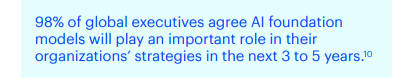 98% of global executives agree AI foundation
models will play an important role in their
organizations’ strategies in the next 3 to 5 years.¹⁰